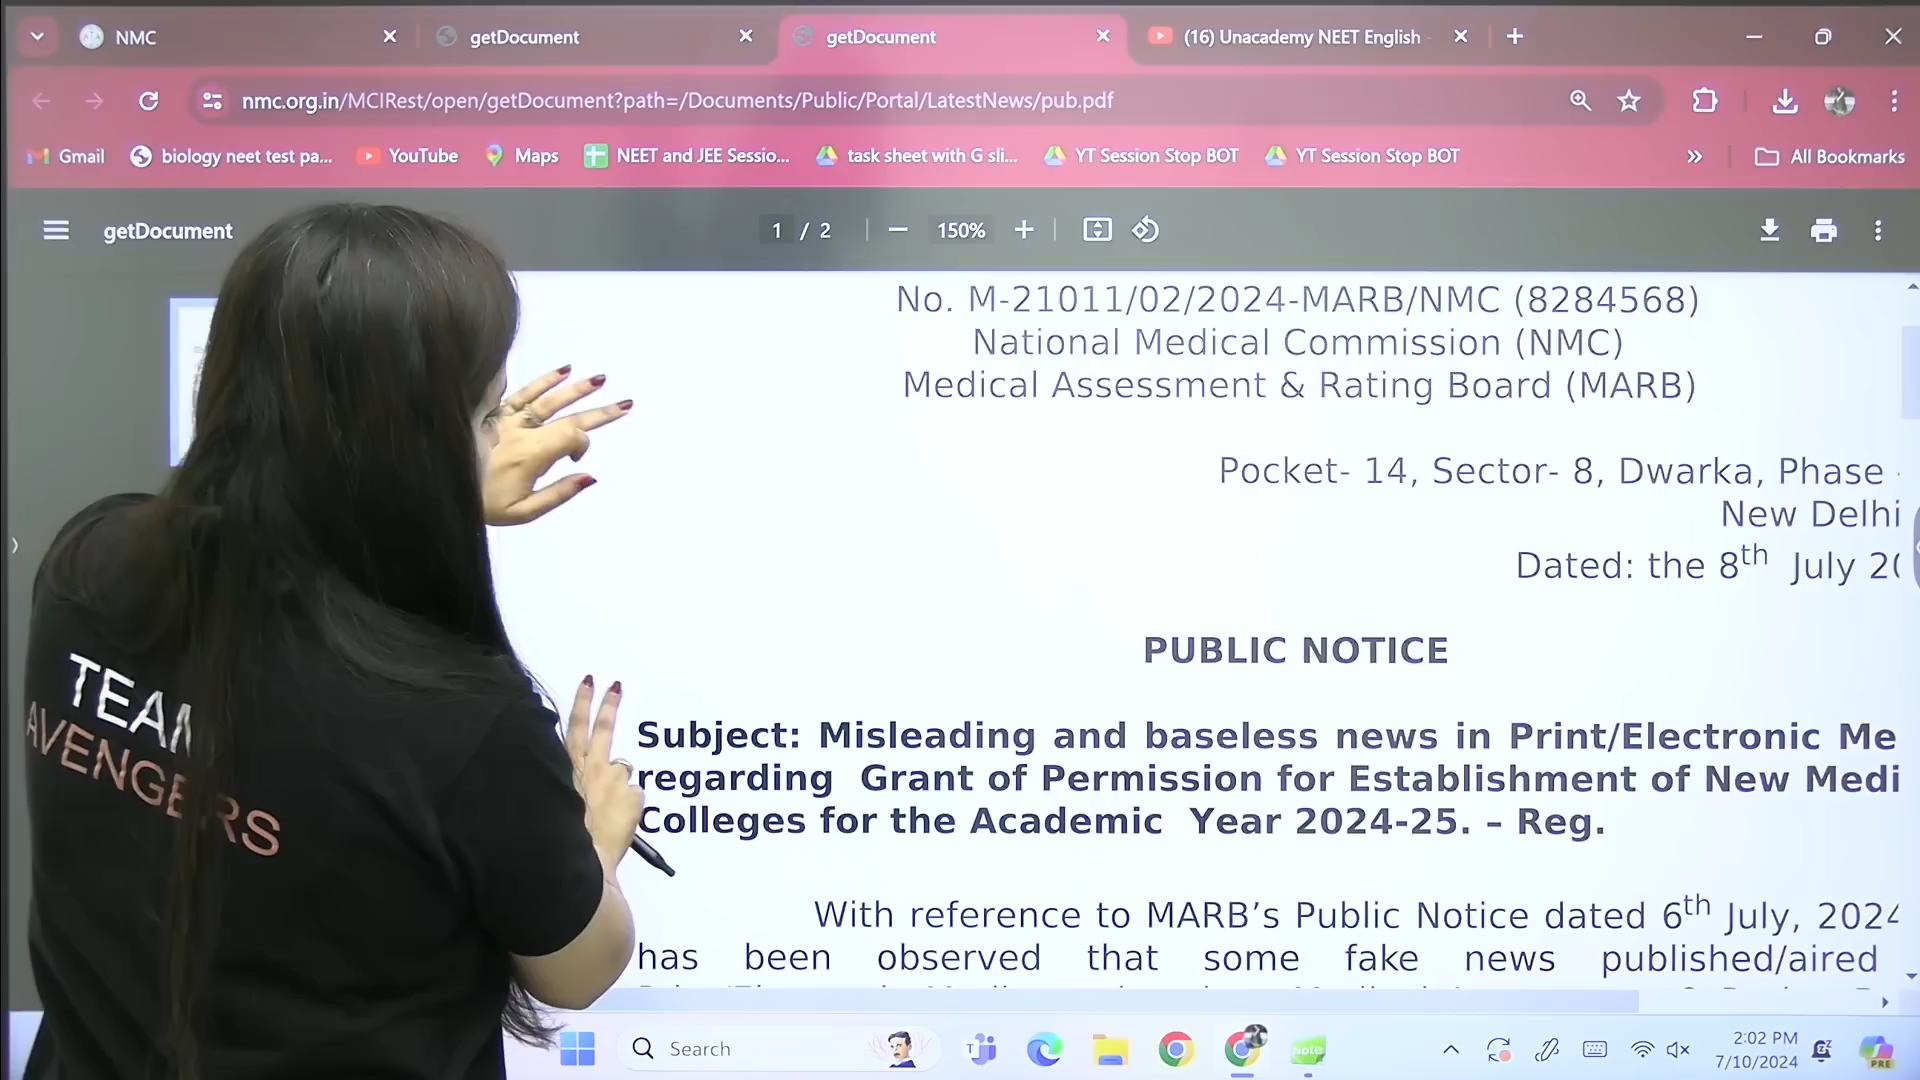 NMC
getDocument
getDocument
(16) Unacademy NEET English
nmc.org.in/MCIRest/open/getDocument?path=/Documents/Public/Portal/LatestNews/pub.pdf
Gmail
biology neet test pa...
YouTube
Maps
NEET and JEE Sessio...
task sheet with G sli...
YT Session Stop BOT
YT Session Stop BOT
All Bookmarks
getDocument
1 / 2
150%
No. M-21011/02/2024-MARB/NMC (8284568)
National Medical Commission (NMC)
Medical Assessment & Rating Board (MARB)
Pocket- 14, Sector- 8, Dwarka, Phase
New Delhi
Dated: the 8th July 20
PUBLIC NOTICE
Subject: Misleading and baseless news in Print/Electronic Me
regarding Grant of Permission for Establishment of New Medi
Colleges for the Academic Year 2024-25. – Reg.
With reference to MARB's Public Notice dated 6th July, 2024
has been observed that some fake news published/aired
TEAM
AVENGERS
Search
note
2:02 PM
7/10/2024
PRE